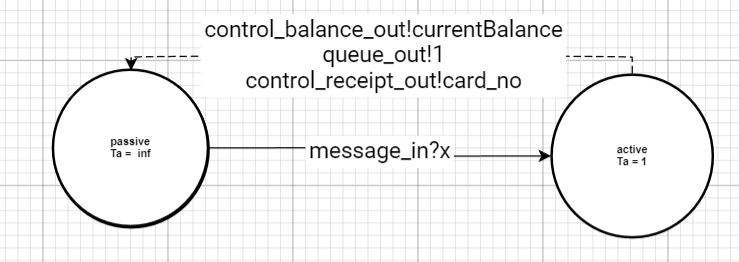 control_balance_out!currentBalance
queue_out!1
control_receipt_out!card_no
passive
Ta = inf
message_in?x
active
Ta = 1